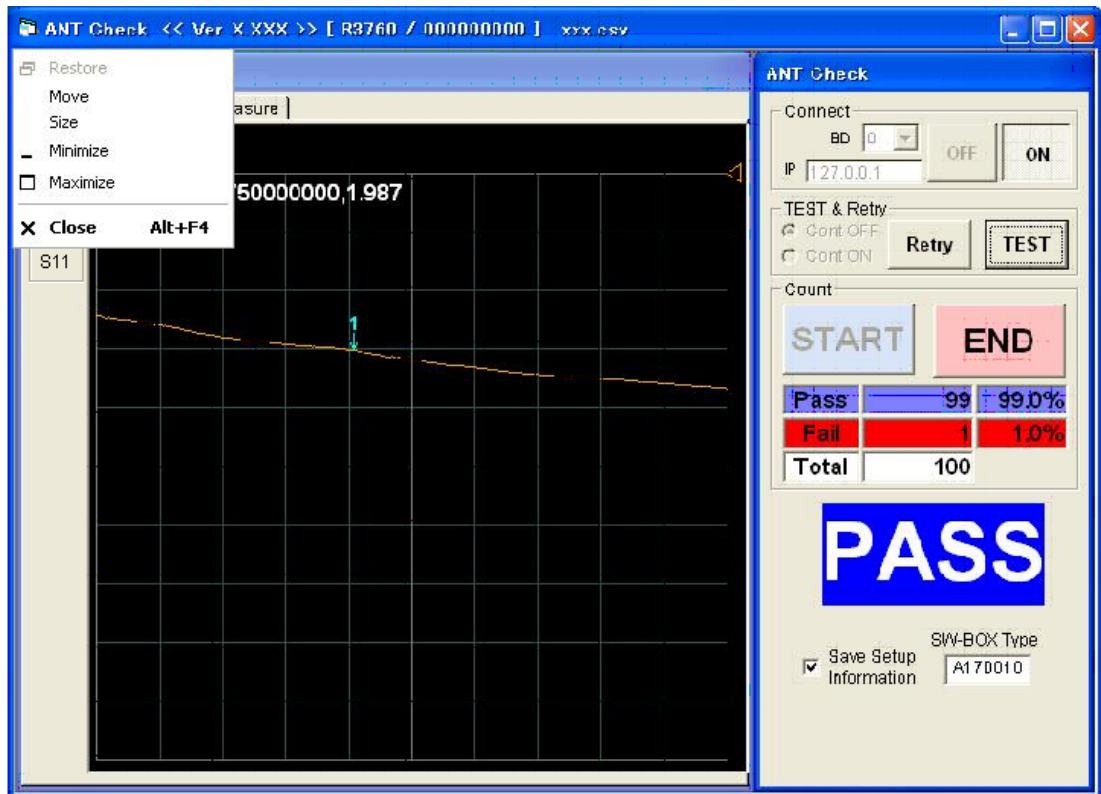 ANT Check << Ver X.XXX >> [ R3760 / 000000000 ] xxx.csv
Restore
Move
Size
Minimize
Maximize
Close Alt+F4
asure
50000000,1.987
S11
1
ANT Check
Connect
BD 0
IP 127.0.0.1
OFF
ON
TEST & Retry
Cont OFF
Cont ON
Retry
TEST
Count
START
END
Pass 99 99.0%
Fail 1 1.0%
Total 100
PASS
Save Setup
Information
SW-BOX Type
A170010